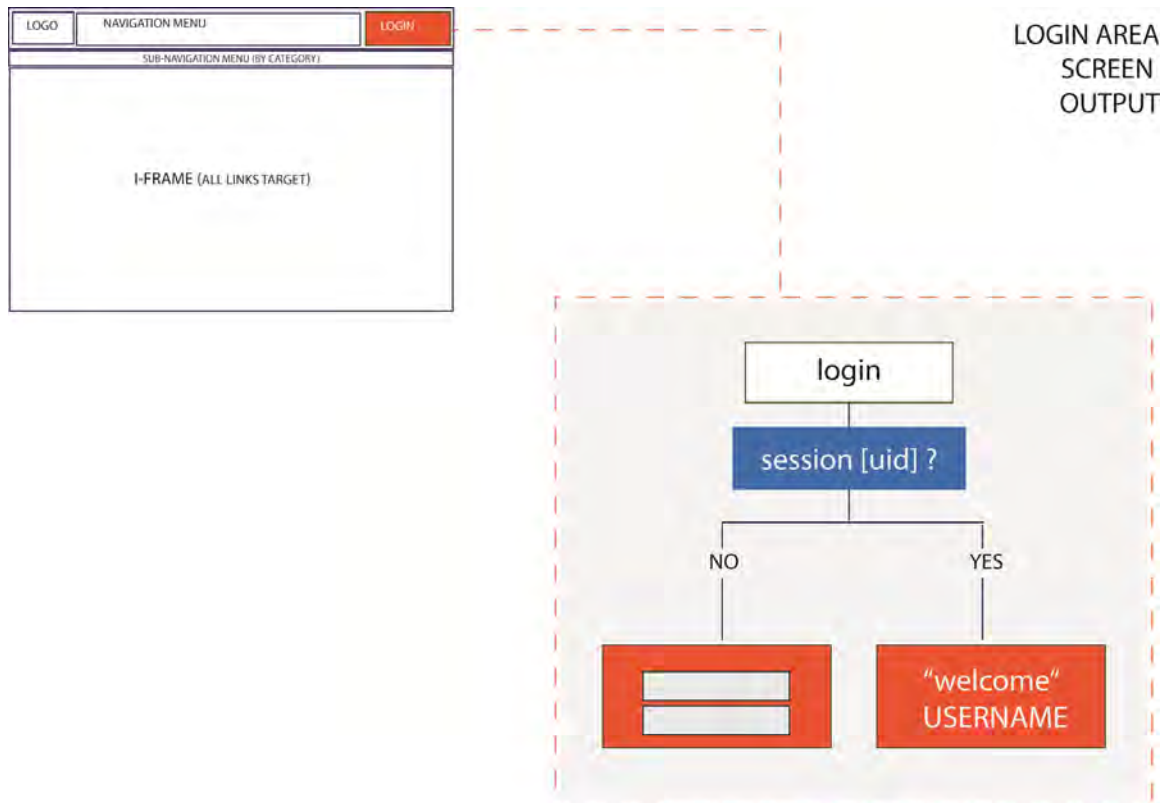 LOGO
NAVIGATION MENU
LOGIN
SUB-NAVIGATION MENU (BY CATEGORY)
I-FRAME (ALL LINKS TARGET)
LOGIN AREA
SCREEN
OUTPUT
login
session [uid] ?
NO
YES
"welcome"
USERNAME